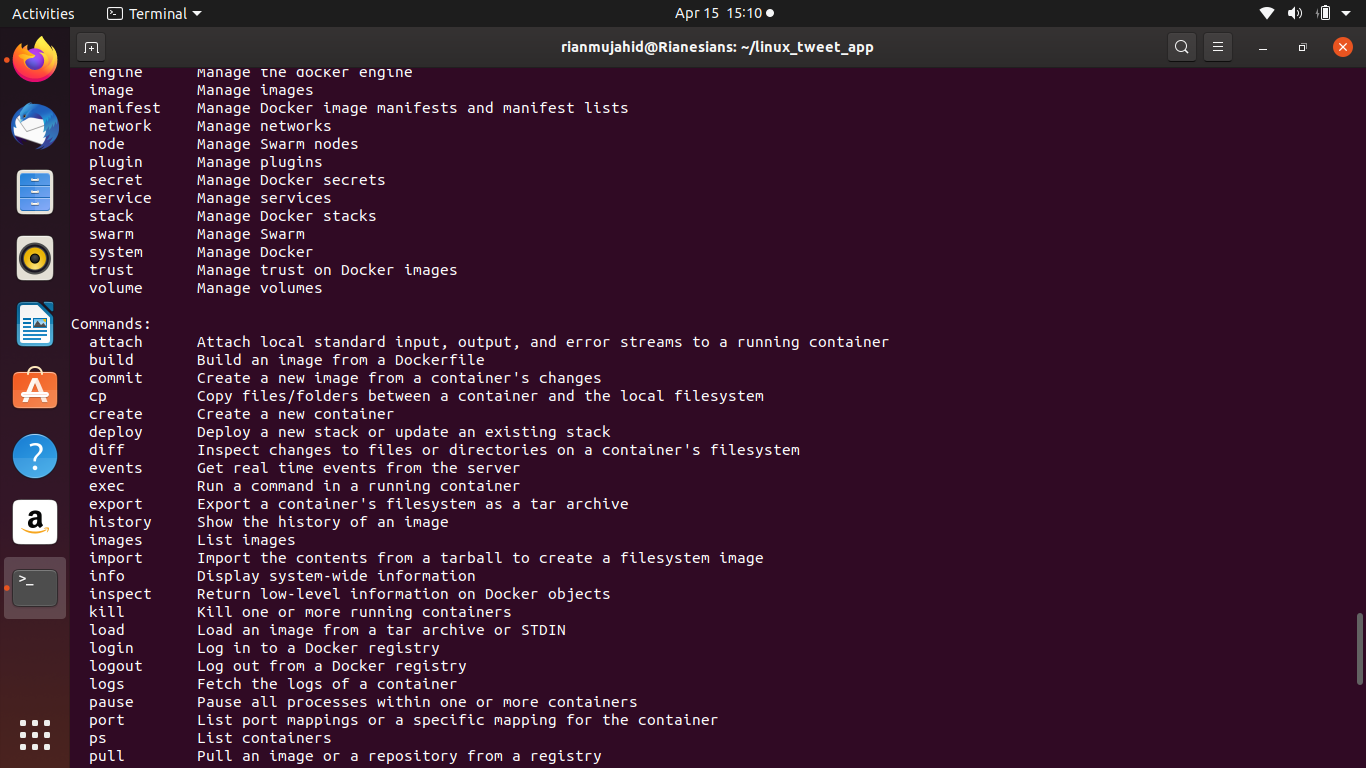 Activities
Terminal
Apr 15 15:10
rianmujahid@Rianesians: ~/linux_tweet_app
engine Manage the docker engine
image Manage images
manifest Manage Docker image manifests and manifest lists
network Manage networks
node Manage Swarm nodes
plugin Manage plugins
secret Manage Docker secrets
service Manage services
stack Manage Docker stacks
swarm Manage Swarm
system Manage Docker
trust Manage trust on Docker images
volume Manage volumes
Commands:
attach Attach local standard input, output, and error streams to a running container
build Build an image from a Dockerfile
commit Create a new image from a container's changes
cp Copy files/folders between a container and the local filesystem
create Create a new container
deploy Deploy a new stack or update an existing stack
diff Inspect changes to files or directories on a container's filesystem
events Get real time events from the server
exec Run a command in a running container
export Export a container's filesystem as a tar archive
history Show the history of an image
images List images
import Import the contents from a tarball to create a filesystem image
info Display system-wide information
inspect Return low-level information on Docker objects
kill Kill one or more running containers
load Load an image from a tar archive or STDIN
login Log in to a Docker registry
logout Log out from a Docker registry
logs Fetch the logs of a container
pause Pause all processes within one or more containers
port List port mappings or a specific mapping for the container
ps List containers
pull Pull an image or a repository from a registry